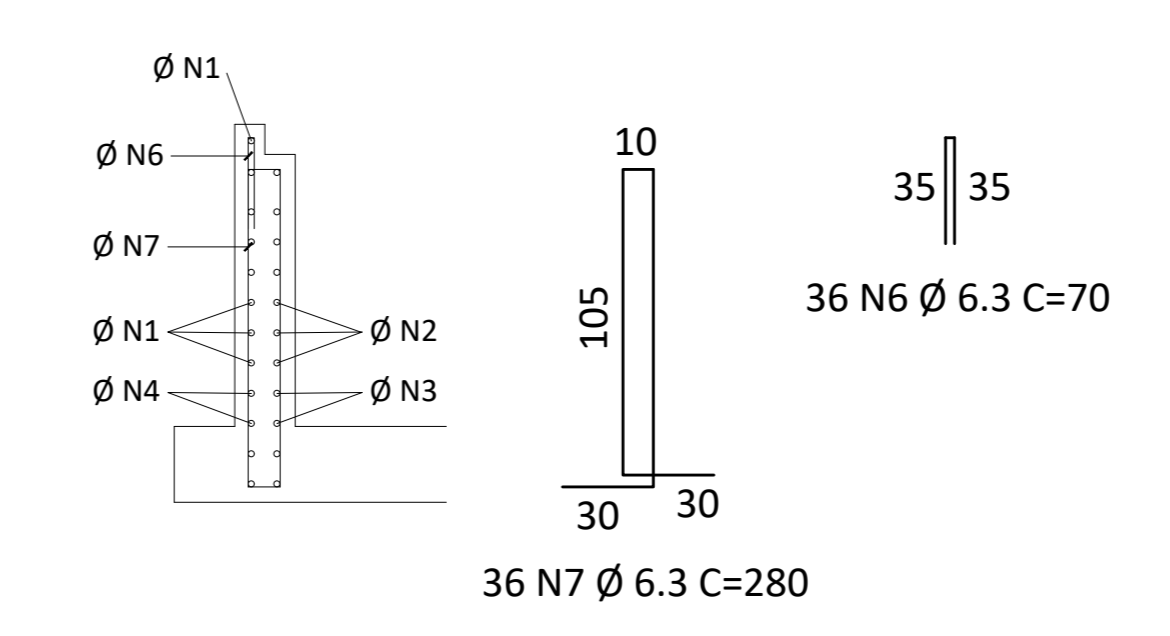 Ø N1
Ø N6
Ø N7
Ø N1
Ø N2
Ø N4
Ø N3
10
105
30
30
36 N7 Ø 6.3 C=280
35
35
36 N6 Ø 6.3 C=70